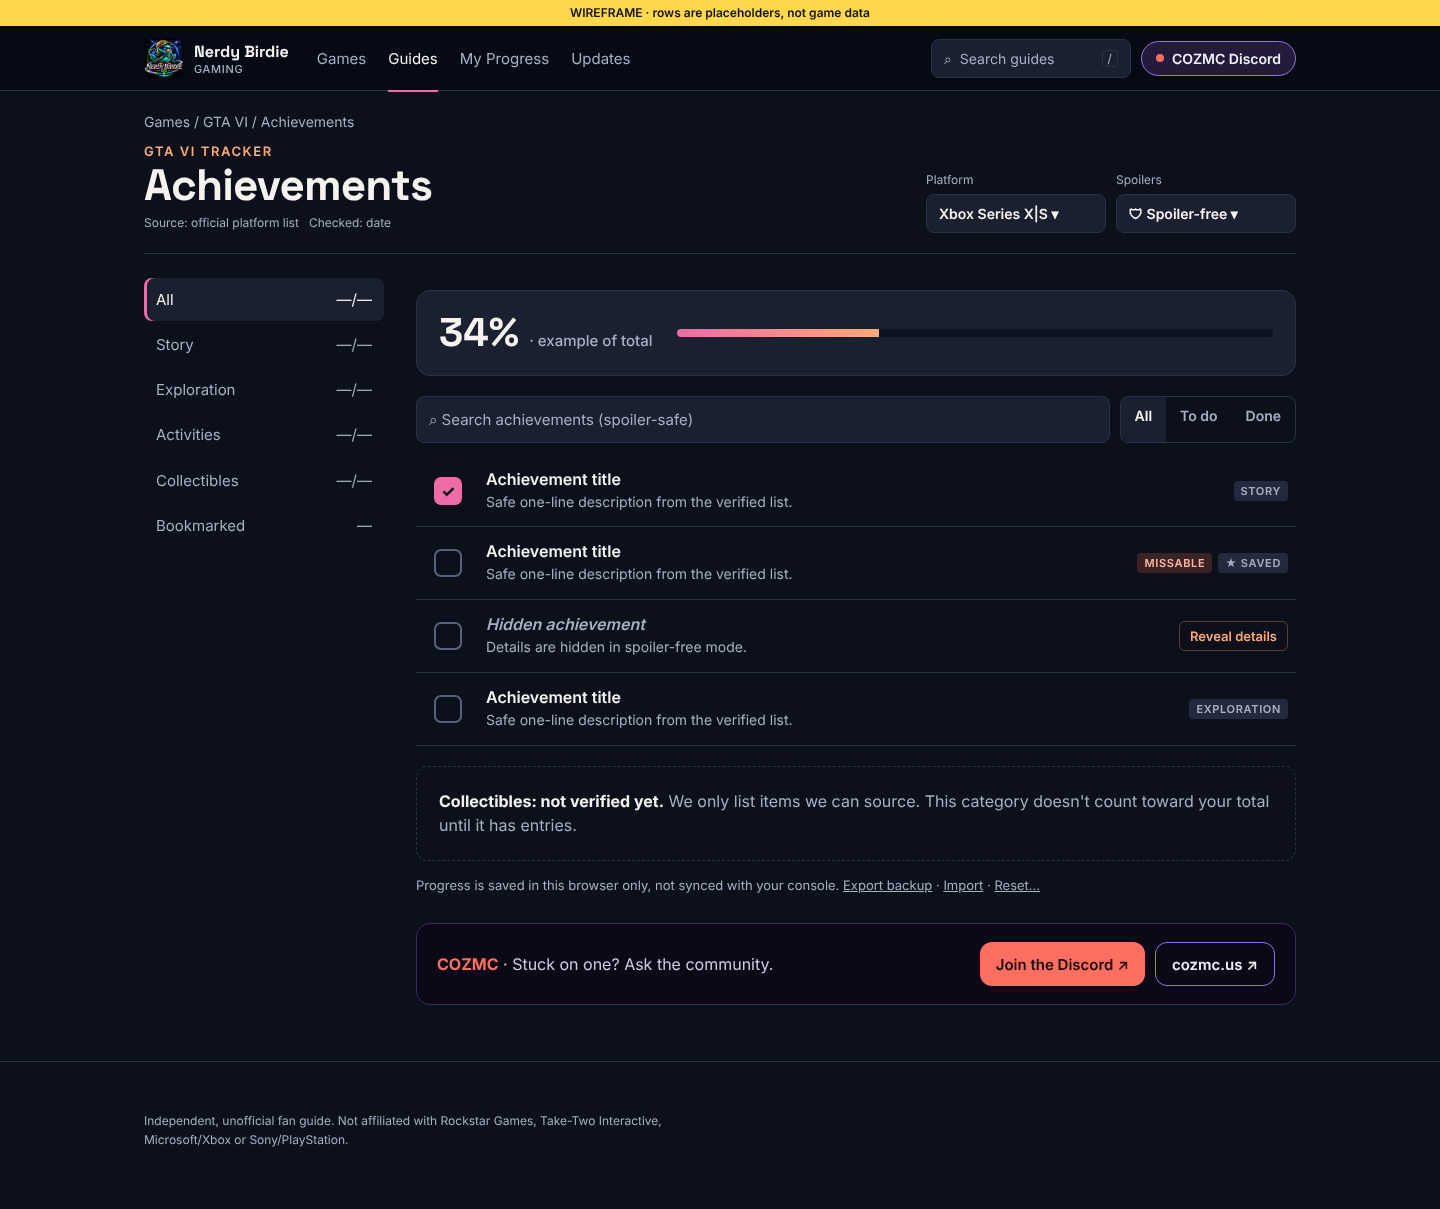 WIREFRAME · rows are placeholders, not game data
Nerdy Birdie
GAMING
Games
Guides
My Progress
Updates
Search guides
/
COZMC Discord
Games / GTA VI / Achievements
GTA VI TRACKER
Achievements
Source: official platform list Checked: date
Platform
Xbox Series X|S ▾
Spoilers
Spoiler-free ▾
All —/—
Story —/—
Exploration —/—
Activities —/—
Collectibles —/—
Bookmarked —
34% · example of total
Search achievements (spoiler-safe)
All
To do
Done
Achievement title
Safe one-line description from the verified list.
STORY
Achievement title
Safe one-line description from the verified list.
MISSABLE
★ SAVED
Hidden achievement
Details are hidden in spoiler-free mode.
Reveal details
Achievement title
Safe one-line description from the verified list.
EXPLORATION
Collectibles: not verified yet. We only list items we can source. This category doesn't count toward your total
until it has entries.
Progress is saved in this browser only, not synced with your console. Export backup · Import · Reset…
COZMC · Stuck on one? Ask the community.
Join the Discord ↗
cozmc.us ↗
Independent, unofficial fan guide. Not affiliated with Rockstar Games, Take-Two Interactive,
Microsoft/Xbox or Sony/PlayStation.